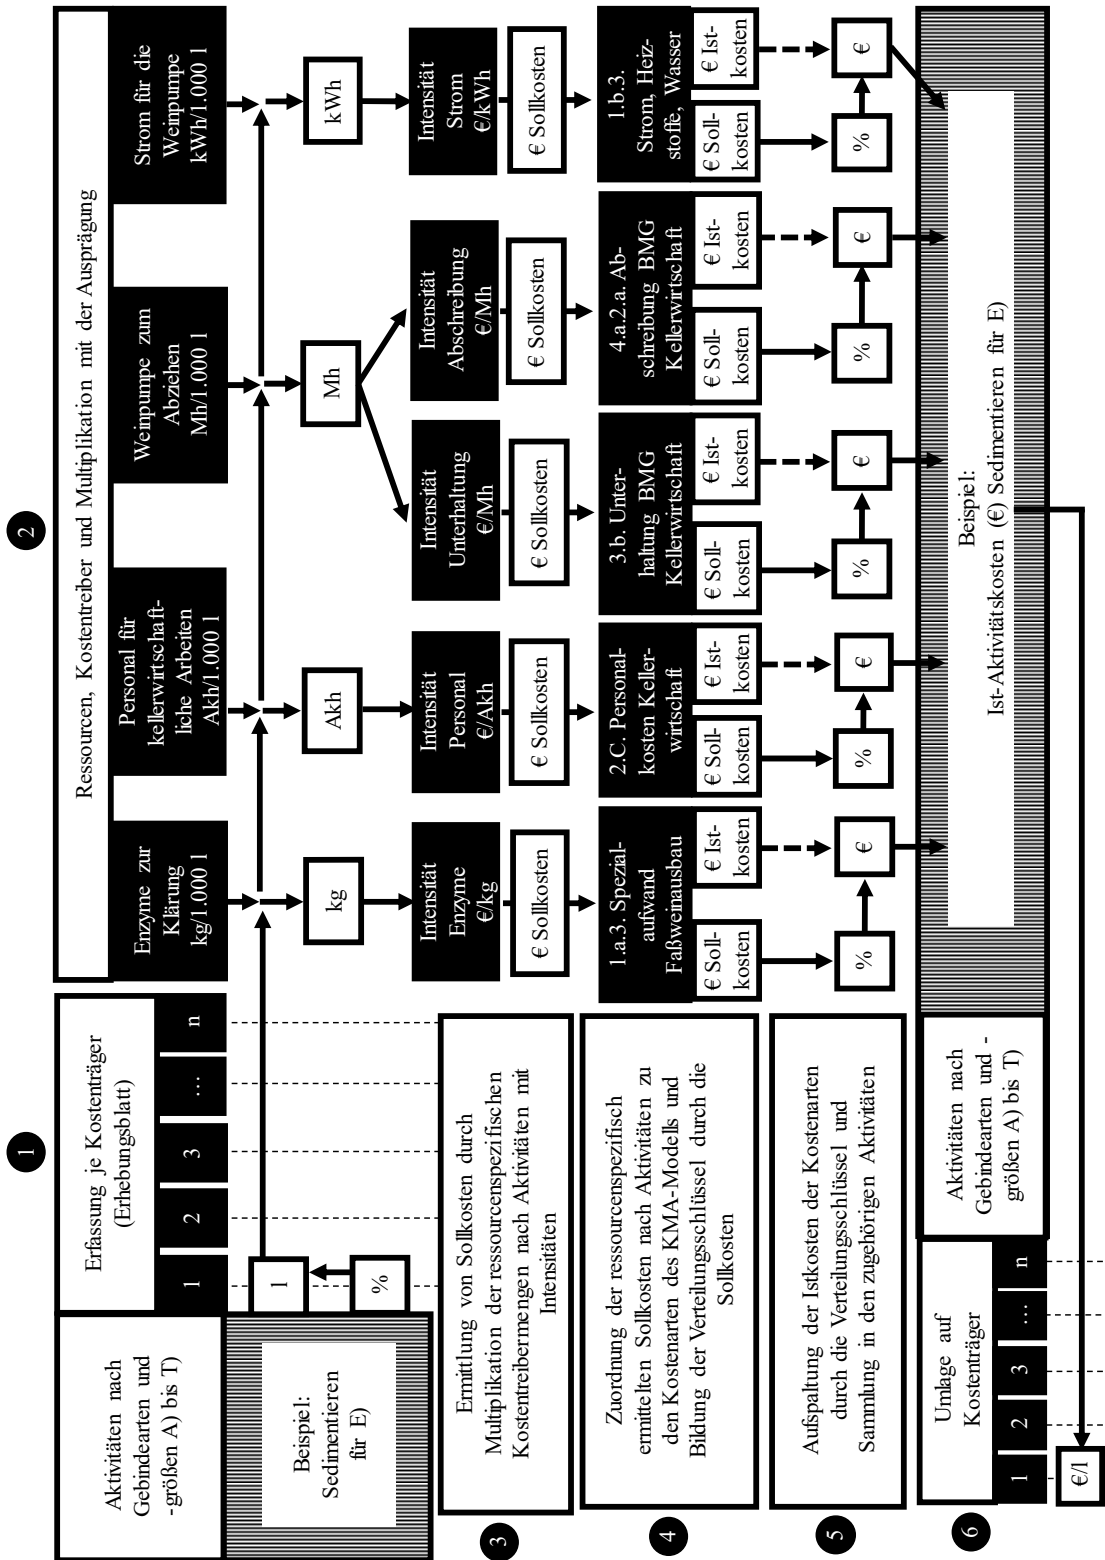 1
Erfassung je Kostenträger
(Erhebungsblatt)
2
Ressourcen, Kostentreiber und Multiplikation mit der Ausprägung
Aktivitäten nach
Gebindearten und
-größen A) bis T)
1
2
3
…
n
Enzyme zur
Klärung
kg/1.000 l
Personal für
kellerwirtschaft-
liche Arbeiten
Akh/1.000 l
Weinpumpe zum
Abziehen
Mh/1.000 l
Strom für die
Weinpumpe
kWh/1.000 l
Beispiel:
Sedimentieren
für E)
l
%
kg
Akh
Mh
kWh
3
Ermittlung von Sollkosten durch
Multiplikation der ressourcenspezifischen
Kostentreibermengen nach Aktivitäten mit
Intensitäten
Intensität
Enzyme
€/kg
€ Sollkosten
Intensität
Personal
€/Akh
€ Sollkosten
Intensität
Unterhaltung
€/Mh
€ Sollkosten
Intensität
Abschreibung
€/Mh
€ Sollkosten
Intensität
Strom
€/kWh
€ Sollkosten
4
Zuordnung der ressourcenspezifisch
ermittelten Sollkosten nach Aktivitäten zu
den Kostenarten des KMA-Modells und
Bildung der Verteilungsschlüssel durch die
Sollkosten
1.a.3. Spezial-
aufwand
Faßweinausbau
€ Soll-
kosten
€ Ist-
kosten
2.C. Personal-
kosten Keller-
wirtschaft
€ Soll-
kosten
€ Ist-
kosten
3.b. Unter-
haltung BMG
Kellerwirtschaft
€ Soll-
kosten
€ Ist-
kosten
4.a.2.a. Ab-
schreibung BMG
Kellerwirtschaft
€ Soll-
kosten
€ Ist-
kosten
1.b.3.
Strom, Heiz-
stoffe, Wasser
€ Soll-
kosten
€ Ist-
kosten
5
Aufspaltung der Istkosten der Kostenarten
durch die Verteilungsschlüssel und
Sammlung in den zugehörigen Aktivitäten
%
€
%
€
%
€
%
€
%
€
6
Umlage auf
Kostenträger
1
2
3
…
n
Aktivitäten nach
Gebindearten und -
größen A) bis T)
Beispiel:
Ist-Aktivitätskosten (€) Sedimentieren für E)
€/l